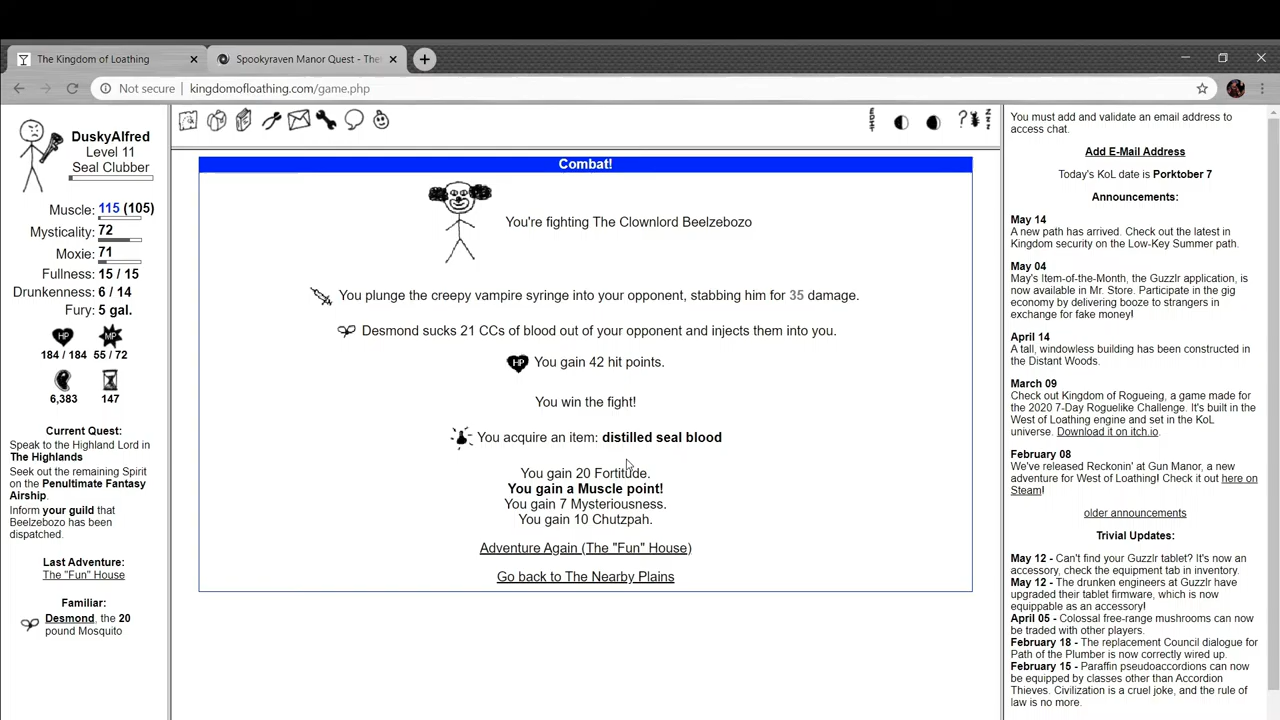 The Kingdom of Loathing
Spookyraven Manor Quest - The
Not secure | kingdomofloathing.com/game.php
DuskyAlfred
Level 11
Seal Clubber
Muscle: 115 (105)
Mysticality: 72
Moxie: 71
Fullness: 15 / 15
Drunkenness: 6 / 14
Fury: 5 gal.
HP MP
184 / 184 55 / 72
6,383 147
Current Quest:
Speak to the Highland Lord in
The Highlands
Seek out the remaining Spirit
on the Penultimate Fantasy
Airship.
Inform your guild that
Beelzebozo has been
dispatched.
Last Adventure:
The "Fun" House
Familiar:
Desmond, the 20
pound Mosquito
EDIT
?
Zzz
Combat!
You're fighting The Clownlord Beelzebozo
You plunge the creepy vampire syringe into your opponent, stabbing him for 35 damage.
Desmond sucks 21 CCs of blood out of your opponent and injects them into you.
HP You gain 42 hit points.
You win the fight!
You acquire an item: distilled seal blood
You gain 20 Fortitude.
You gain a Muscle point!
You gain 7 Mysteriousness.
You gain 10 Chutzpah.
Adventure Again (The "Fun" House)
Go back to The Nearby Plains
You must add and validate an email address to
access chat.
Add E-Mail Address
Today's KoL date is Porktober 7
Announcements:
May 14
A new path has arrived. Check out the latest in
Kingdom security on the Low-Key Summer path.
May 04
May's Item-of-the-Month, the Guzzlr application, is
now available in Mr. Store. Participate in the gig
economy by delivering booze to strangers in
exchange for fake money!
April 14
A tall, windowless building has been constructed in
the Distant Woods.
March 09
Check out Kingdom of Rogueing, a game made for
the 2020 7-Day Roguelike Challenge. It's built in the
West of Loathing engine and set in the KoL
universe. Download it on itch.io.
February 08
We've released Reckonin' at Gun Manor, a new
adventure for West of Loathing! Check it out here on
Steam!
older announcements
Trivial Updates:
May 12 - Can't find your Guzzlr tablet? It's now an
accessory, check the equipment tab in inventory.
May 12 - The drunken engineers at Guzzlr have
upgraded their tablet firmware, which is now
equippable as an accessory!
April 05 - Colossal free-range mushrooms can now
be traded with other players.
February 18 - The replacement Council dialogue for
Path of the Plumber is now correctly wired up.
February 15 - Paraffin pseudoaccordions can now
be equipped by classes other than Accordion
Thieves. Civilization is a cruel joke, and the rule of
law is no more.